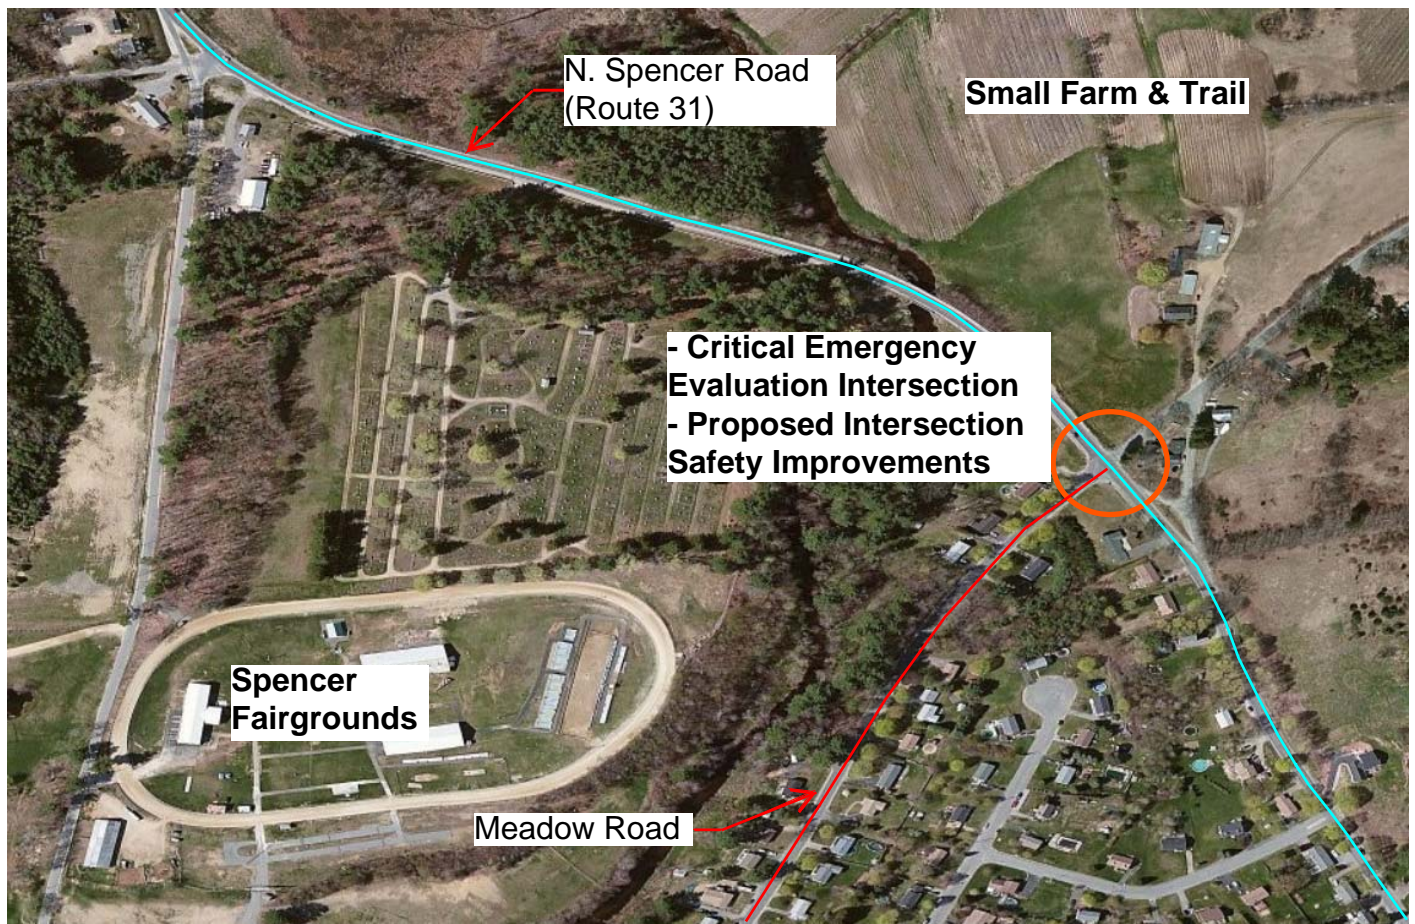 N. Spencer Road
(Route 31)
Small Farm & Trail
- Critical Emergency
Evaluation Intersection
- Proposed Intersection
Safety Improvements
Spencer
Fairgrounds
Meadow Road